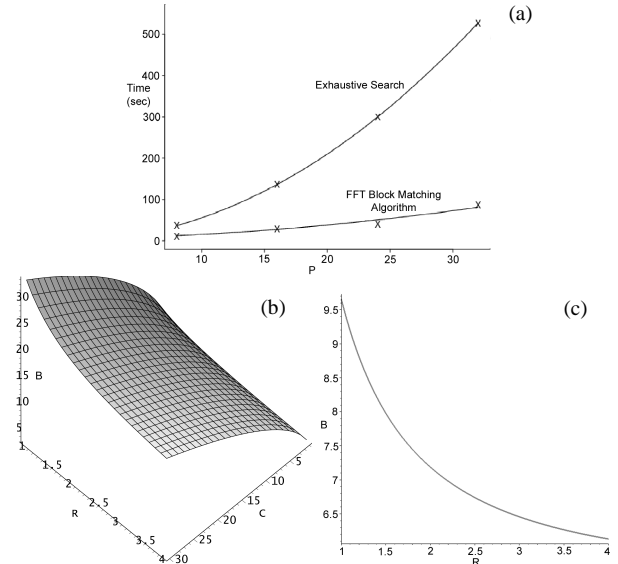 (a)
500
400
300
200
100
0
Time
(sec)
Exhaustive Search
FFT Block Matching
Algorithm
10 15 20 25 30
P
(b)
30
25
20
15 B
10
5
1
1.5
2
2.5
3
3.5
4
R
5
10
15
20
25
30
C
(c)
9.5
9
8.5
8
7.5
7
6.5
B
1 1.5 2 2.5 3 3.5 4
R